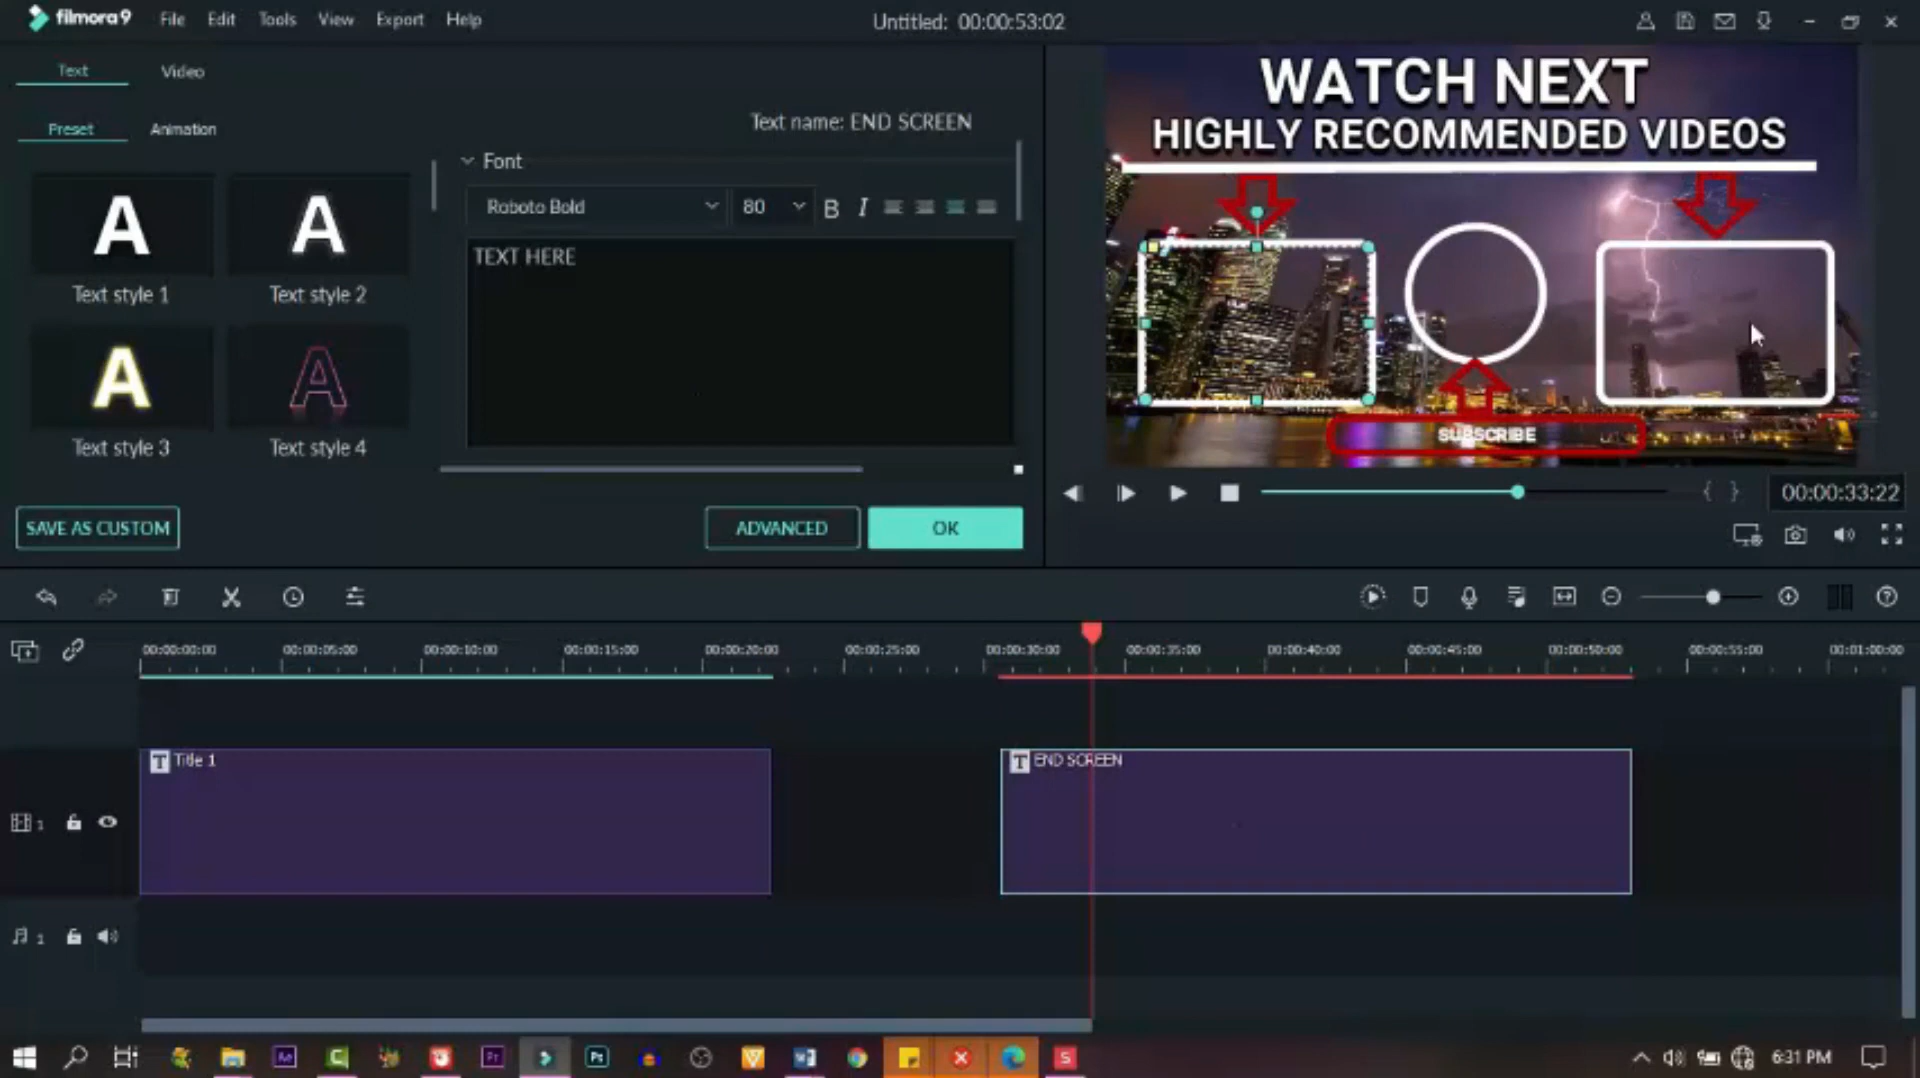 filmora9 File Edit Tools View Export Help
Untitled: 00:00:53:02
Text Video
Preset Animation
Text name: END SCREEN
Font
Roboto Bold 80 B I
TEXT HERE
A A
Text style 1 Text style 2
A A
Text style 3 Text style 4
SAVE AS CUSTOM ADVANCED OK
WATCH NEXT
HIGHLY RECOMMENDED VIDEOS
SUBSCRIBE
{ } 00:00:33:22
00:00:00:00 00:00:05:00 00:00:10:00 00:00:15:00 00:00:20:00 00:00:25:00 00:00:30:00 00:00:35:00 00:00:40:00 00:00:45:00 00:00:50:00 00:00:55:00 00:01:00:00
T Title 1 T END SCREEN
1
1
Ae Pr Ps S 6:31 PM